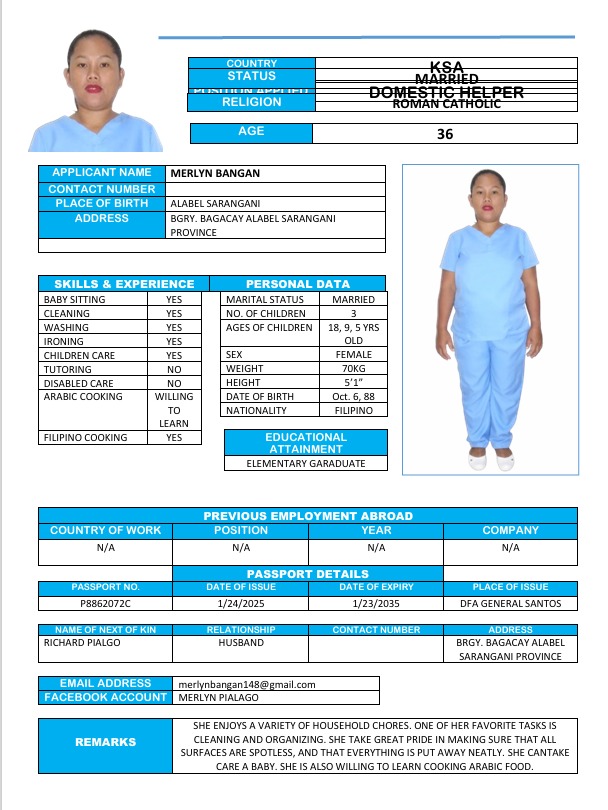 COUNTRY KSA
STATUS MARRIED
POSITION APPLIED DOMESTIC HELPER
RELIGION ROMAN CATHOLIC
AGE 36
APPLICANT NAME MERLYN BANGAN
CONTACT NUMBER
PLACE OF BIRTH ALABEL SARANGANI
ADDRESS BGRY. BAGACAY ALABEL SARANGANI
PROVINCE
SKILLS & EXPERIENCE
BABY SITTING YES
CLEANING YES
WASHING YES
IRONING YES
CHILDREN CARE YES
TUTORING NO
DISABLED CARE NO
ARABIC COOKING WILLING
TO
LEARN
FILIPINO COOKING YES
PERSONAL DATA
MARITAL STATUS MARRIED
NO. OF CHILDREN 3
AGES OF CHILDREN 18, 9, 5 YRS
OLD
SEX FEMALE
WEIGHT 70KG
HEIGHT 5'1"
DATE OF BIRTH Oct. 6, 88
NATIONALITY FILIPINO
EDUCATIONAL
ATTAINMENT
ELEMENTARY GARADUATE
PREVIOUS EMPLOYMENT ABROAD
COUNTRY OF WORK POSITION YEAR COMPANY
N/A N/A N/A N/A
PASSPORT DETAILS
PASSPORT NO. DATE OF ISSUE DATE OF EXPIRY PLACE OF ISSUE
P8862072C 1/24/2025 1/23/2035 DFA GENERAL SANTOS
NAME OF NEXT OF KIN RELATIONSHIP CONTACT NUMBER ADDRESS
RICHARD PIALGO HUSBAND BRGY. BAGACAY ALABEL
SARANGANI PROVINCE
EMAIL ADDRESS merlynbangan148@gmail.com
FACEBOOK ACCOUNT MERLYN PIALAGO
REMARKS
SHE ENJOYS A VARIETY OF HOUSEHOLD CHORES. ONE OF HER FAVORITE TASKS IS
CLEANING AND ORGANIZING. SHE TAKE GREAT PRIDE IN MAKING SURE THAT ALL
SURFACES ARE SPOTLESS, AND THAT EVERYTHING IS PUT AWAY NEATLY. SHE CANTAKE
CARE A BABY. SHE IS ALSO WILLING TO LEARN COOKING ARABIC FOOD.